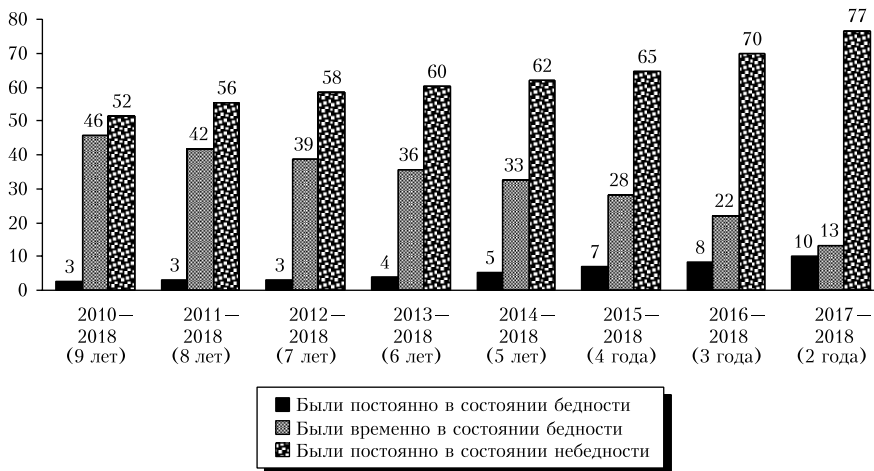 80
70
60
50
40
30
20
10
0
3 46 52
3 42 56
3 39 58
4 36 60
5 33 62
7 28 65
8 22 70
10 13 77
2010— 2011— 2012— 2013— 2014— 2015— 2016— 2017—
2018 2018 2018 2018 2018 2018 2018 2018
(9 лет) (8 лет) (7 лет) (6 лет) (5 лет) (4 года) (3 года) (2 года)
Были постоянно в состоянии бедности
Были временно в состоянии бедности
Были постоянно в состоянии небедности